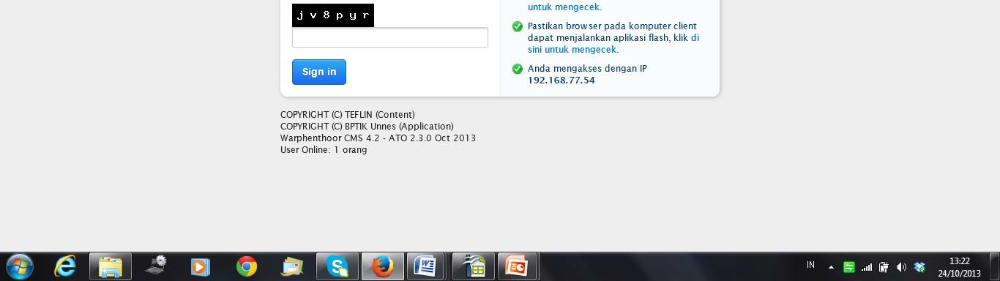 jv8pyr
Sign in
untuk mengecek.
Pastikan browser pada komputer client
dapat menjalankan aplikasi flash, klik di
sini untuk mengecek.
Anda mengakses dengan IP
192.168.77.54
COPYRIGHT (C) TEFLIN (Content)
COPYRIGHT (C) BPTIK Unnes (Application)
Warphenthoor CMS 4.2 - ATO 2.3.0 Oct 2013
User Online: 1 orang
IN
13:22
24/10/2013